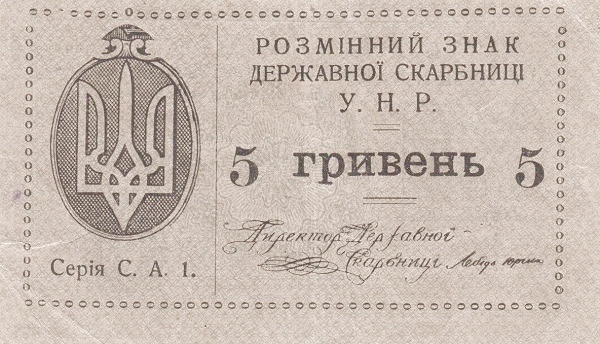 РОЗМІННИЙ ЗНАК
ДЕРЖАВНОЇ СКАРБНИЦІ
У. Н. Р.
5 гривень 5
Директор Державної
Скарбниці
Серія С. А. 1.